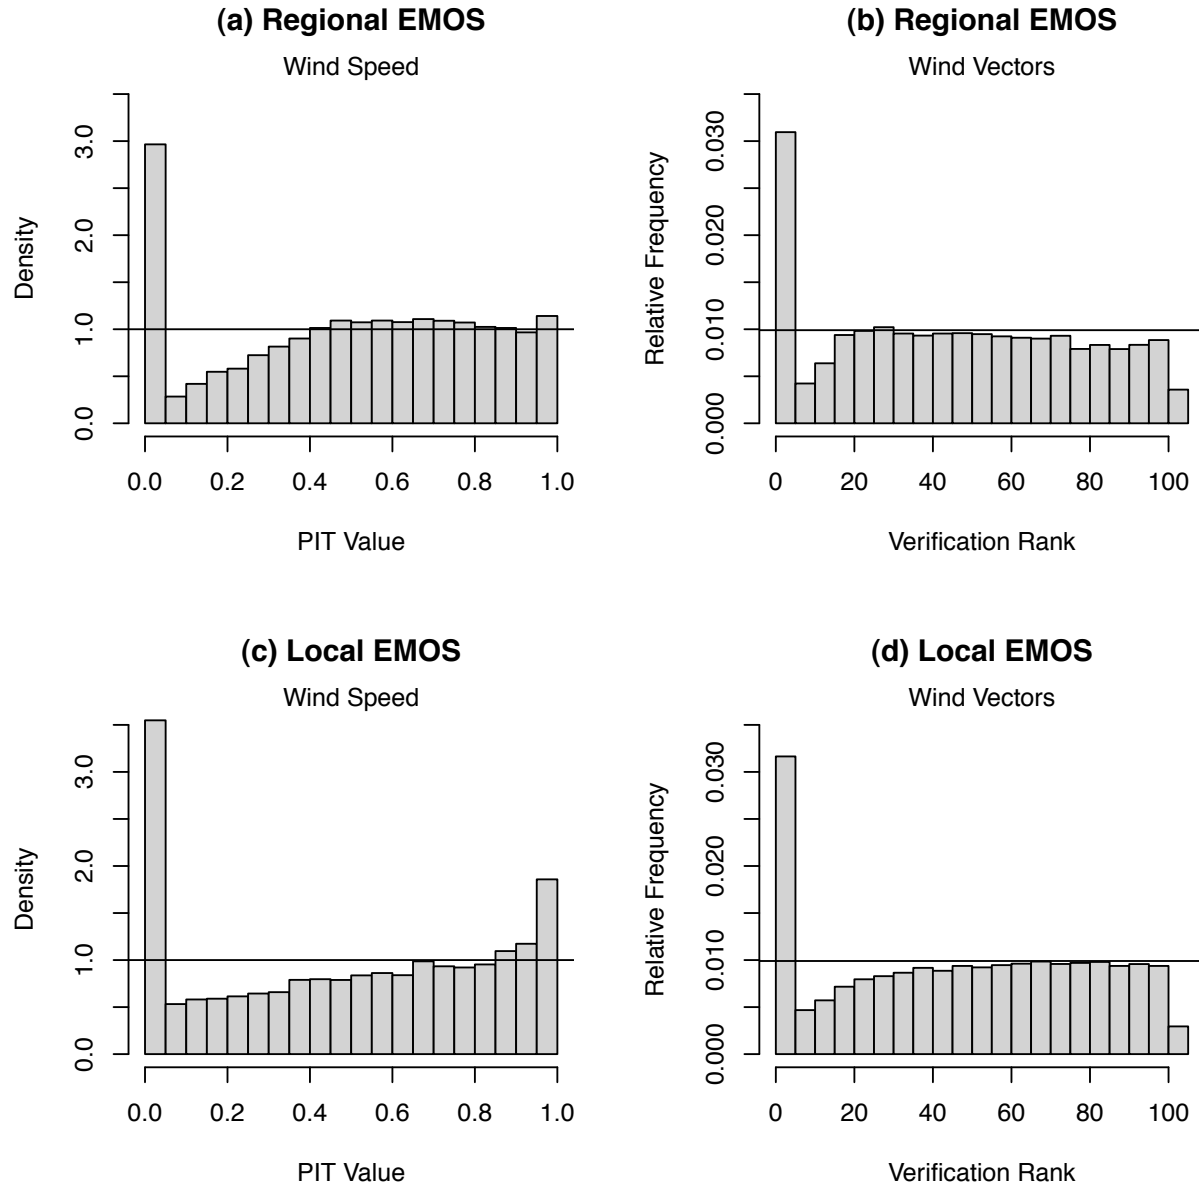 (a) Regional EMOS
Wind Speed
Density
3.0
2.0
1.0
0.0
0.0 0.2 0.4 0.6 0.8 1.0
PIT Value
(b) Regional EMOS
Wind Vectors
Relative Frequency
0.030
0.020
0.010
0.000
0 20 40 60 80 100
Verification Rank
(c) Local EMOS
Wind Speed
Density
3.0
2.0
1.0
0.0
0.0 0.2 0.4 0.6 0.8 1.0
PIT Value
(d) Local EMOS
Wind Vectors
Relative Frequency
0.030
0.020
0.010
0.000
0 20 40 60 80 100
Verification Rank